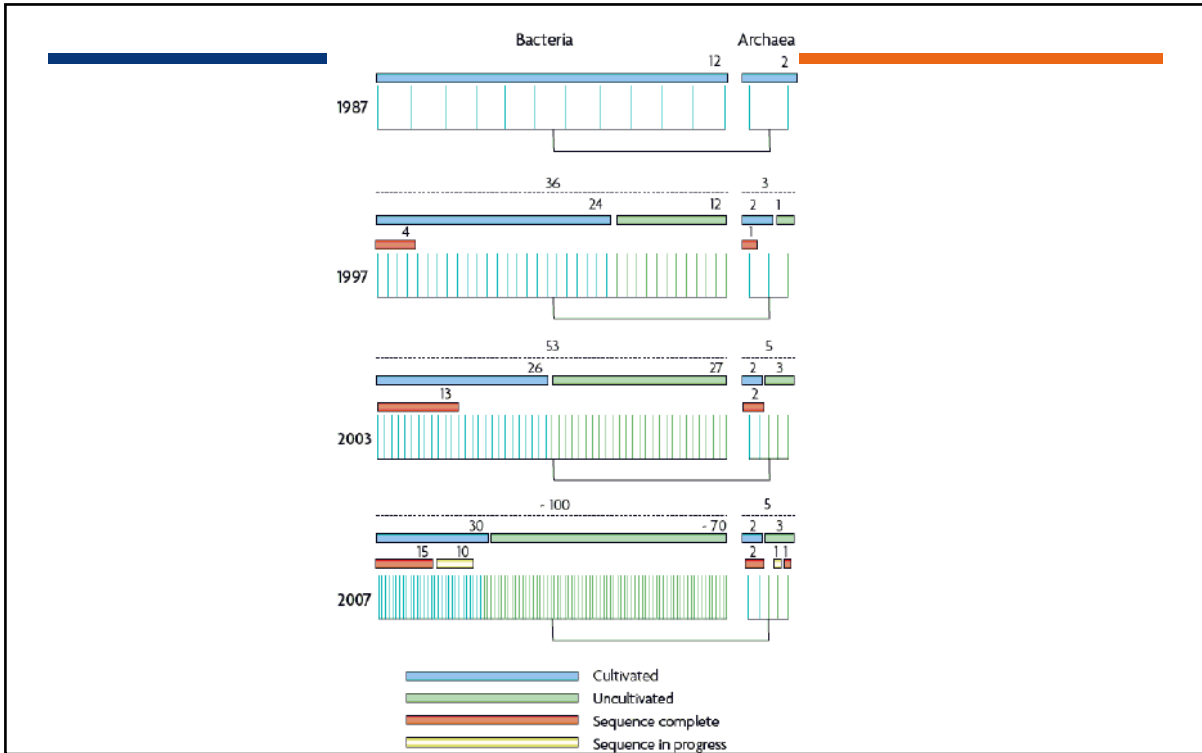 Bacteria Archaea
12 2
1987
36 3
24 12 2 1
4 1
1997
53 5
26 27 2 3
13 2
2003
- 100 5
30 - 70 2 3
15 10 2 1 1
2007
Cultivated
Uncultivated
Sequence complete
Sequence in progress